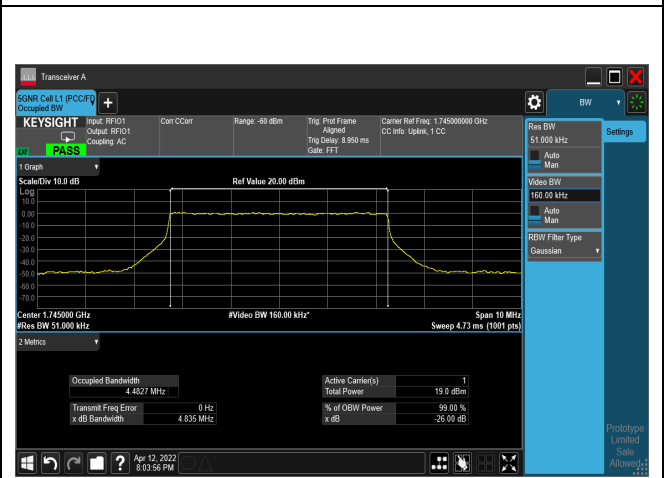 Transceiver A
5GNR Cell L1 (PCC/FD
Occupied BW
+
BW
KEYSIGHT
Input: RFIO1
Output: RFIO1
Coupling: AC
Corr CCorr
Range: -60 dBm
Trig: Prot Frame
Aligned
Trig Delay: 8.950 ms
Gate: FFT
Carrier Ref Freq: 1.745000000 GHz
CC Info: Uplink, 1 CC
LXI
PASS
Res BW
51.000 kHz
Auto
Man
Settings
Video BW
160.00 kHz
Auto
Man
RBW Filter Type
Gaussian
1 Graph
Scale/Div 10.0 dB
Ref Value 20.00 dBm
Log
10.0
0.00
-10.0
-20.0
-30.0
-40.0
-50.0
-60.0
-70.0
Center 1.745000 GHz
#Video BW 160.00 kHz*
Span 10 MHz
#Res BW 51.000 kHz
Sweep 4.73 ms (1001 pts)
2 Metrics
Occupied Bandwidth
4.4827 MHz
Active Carrier(s) 1
Total Power 19.0 dBm
Transmit Freq Error 0 Hz
x dB Bandwidth 4.835 MHz
% of OBW Power 99.00 %
x dB -26.00 dB
Prototype
Limited
Sale
Allowed
?
Apr 12, 2022
8:03:56 PM